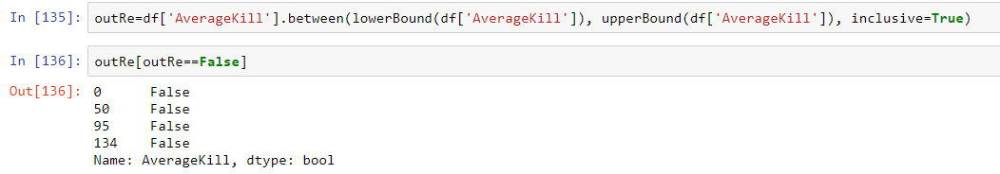 In [135]: outRe=df['AverageKill'].between(lowerBound(df['AverageKill']), upperBound(df['AverageKill']), inclusive=True)
In [136]: outRe[outRe==False]
Out[136]: 0 False
50 False
95 False
134 False
Name: AverageKill, dtype: bool